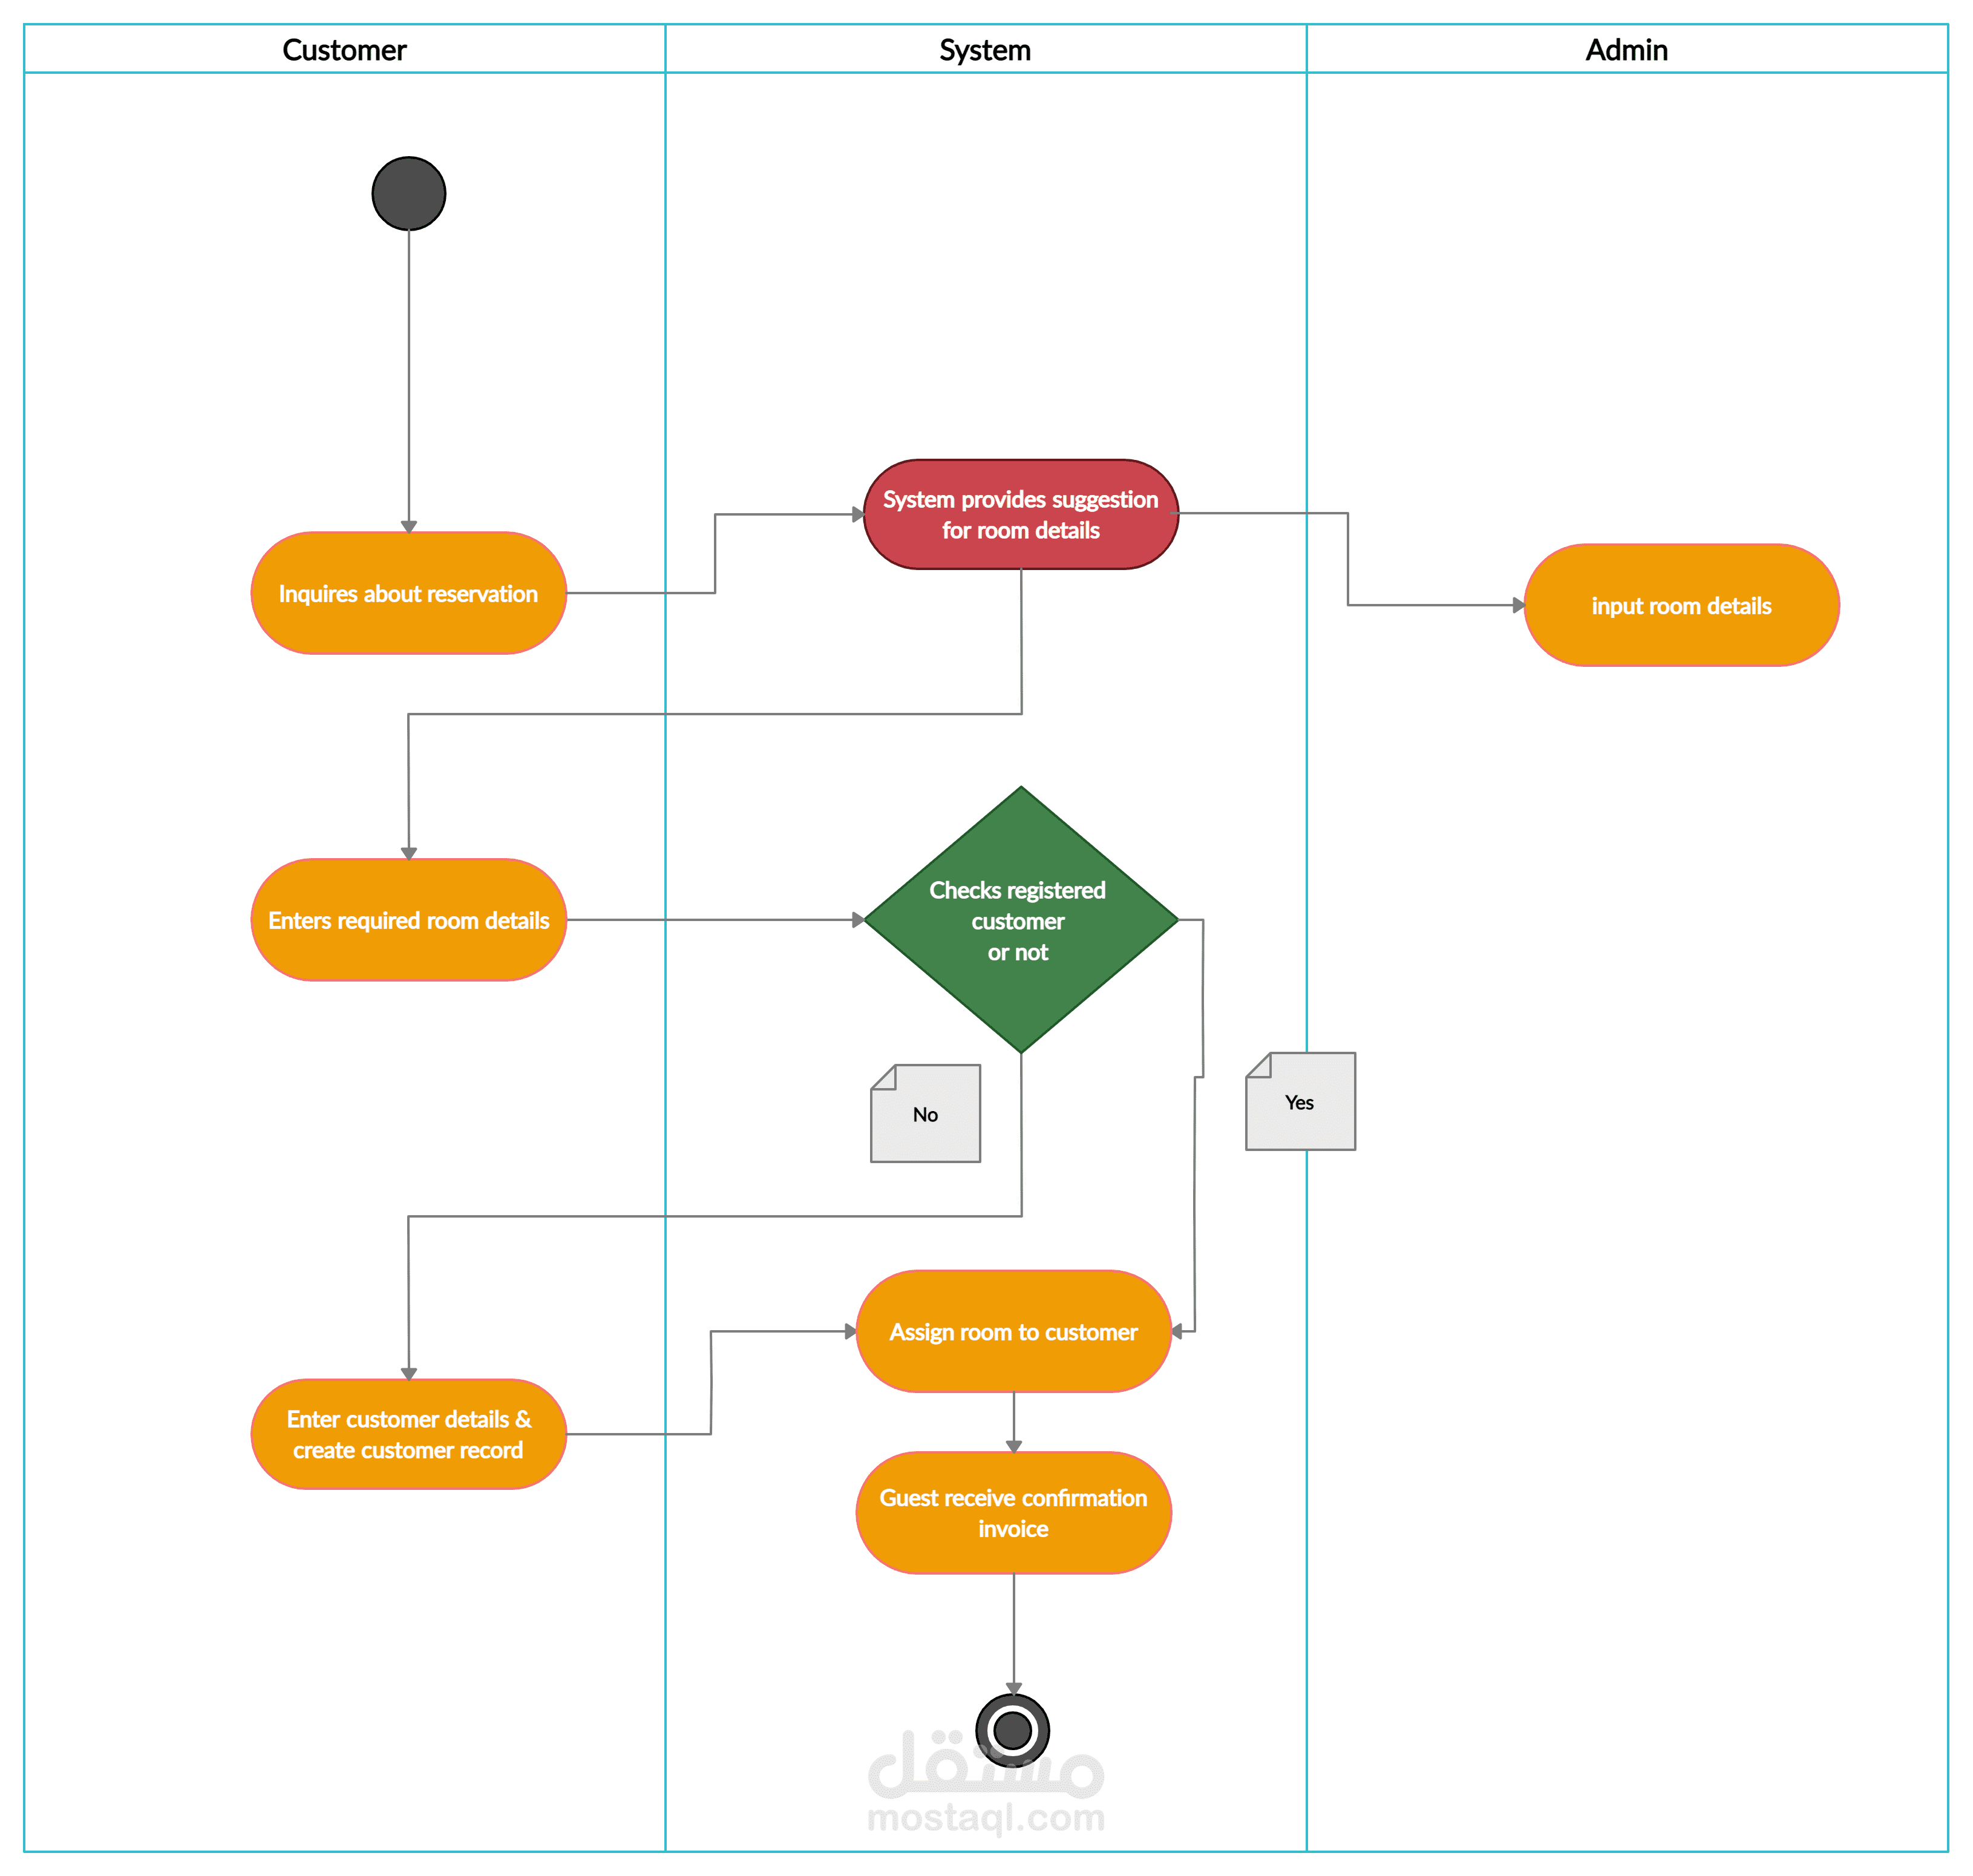 Customer
System
Admin
System provides suggestion
for room details
Inquires about reservation
input room details
Enters required room details
Checks registered
customer
or not
No
Yes
Assign room to customer
Enter customer details &
create customer record
Guest receive confirmation
invoice
مستقل
mostaql.com